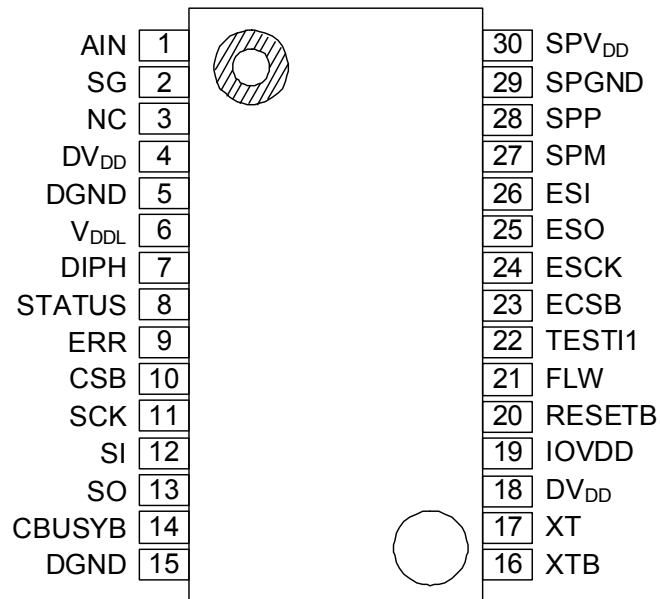 AIN 1 30 SPVDD
SG 2 29 SPGND
NC 3 28 SPP
DVDD 4 27 SPM
DGND 5 26 ESI
VDDL 6 25 ESO
DIPH 7 24 ESCK
STATUS 8 23 ECSB
ERR 9 22 TESTI1
CSB 10 21 FLW
SCK 11 20 RESETB
SI 12 19 IOVDD
SO 13 18 DVDD
CBUSYB 14 17 XT
DGND 15 16 XTB